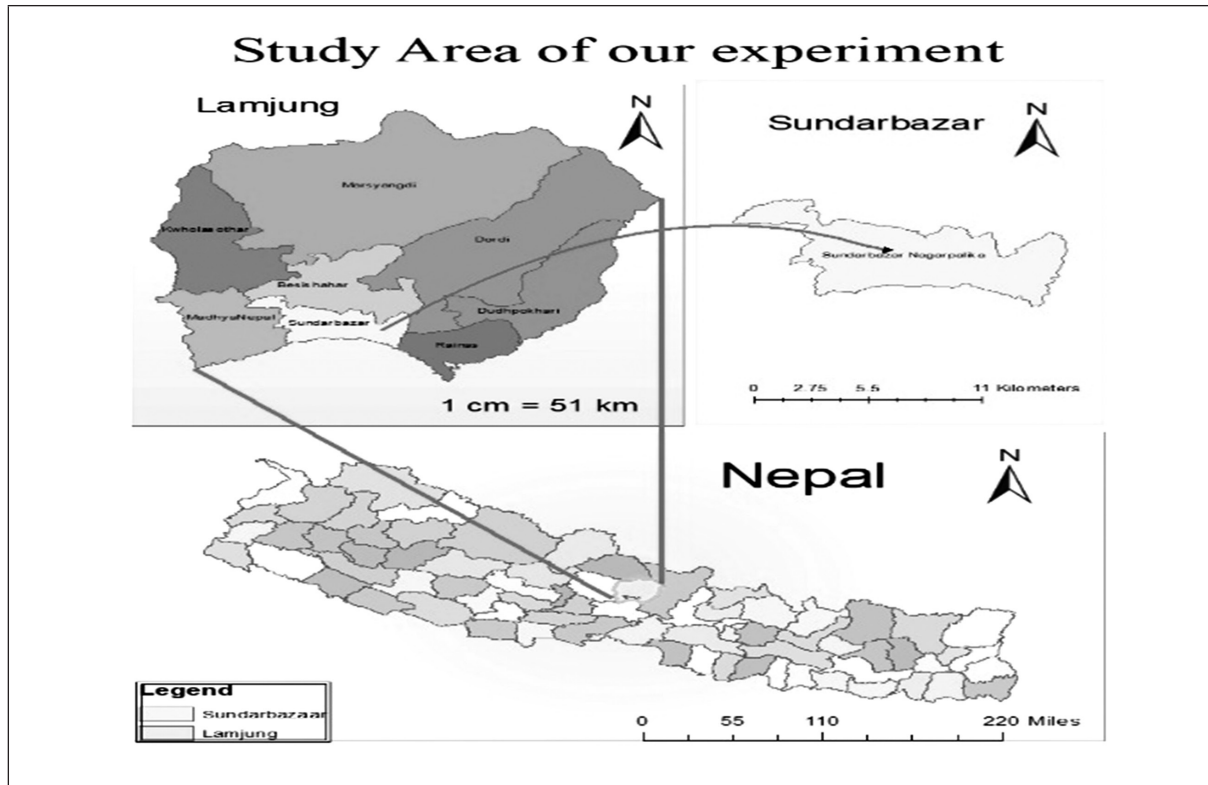 Study Area of our experiment
Lamjung
N
Marsyangdi
Kwholasothar
Dordi
Besishahar
MadhyaNepal
Sundarbazar
Dudhpokhari
Rainas
1 cm = 51 km
Sundarbazar
N
Sundarbazar Nagarpalika
0 2.75 5.5 11 Kilometers
Nepal
N
Legend
Sundarbazaar
Lamjung
0 55 110 220 Miles